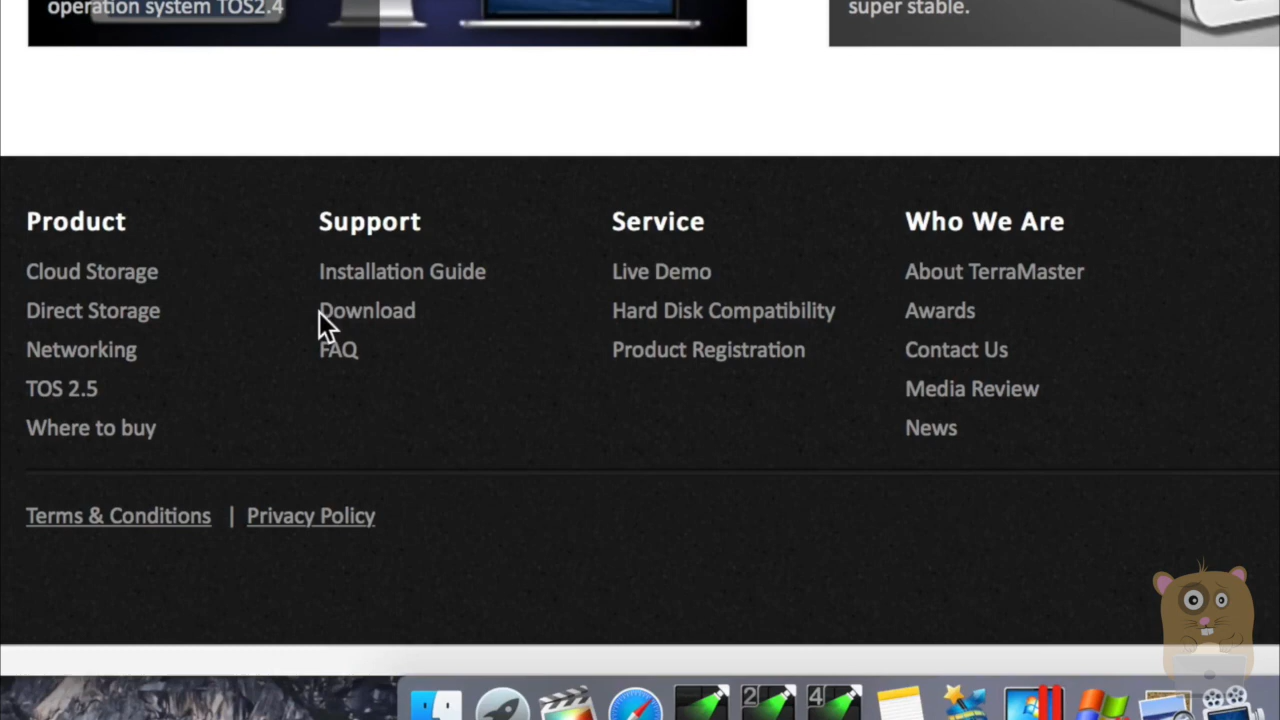 operation system TOS2.4
super stable.
Product
Cloud Storage
Direct Storage
Networking
TOS 2.5
Where to buy
Support
Installation Guide
Download
FAQ
Service
Live Demo
Hard Disk Compatibility
Product Registration
Who We Are
About TerraMaster
Awards
Contact Us
Media Review
News
Terms & Conditions | Privacy Policy
2
4